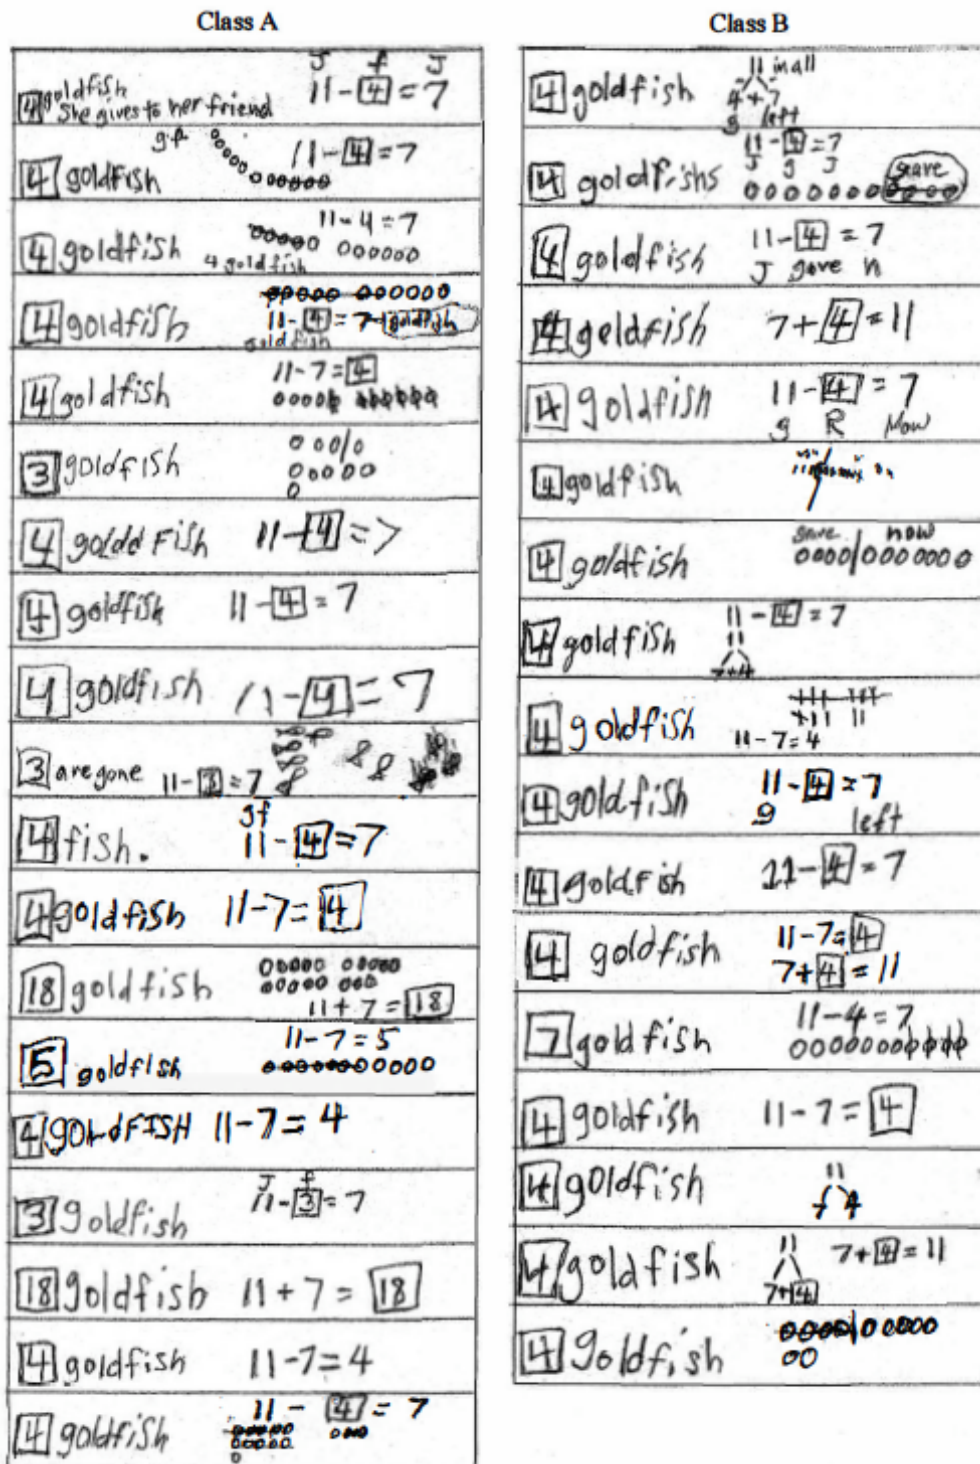 Class A
J f J
11 - 4 = 7
4 goldfish
She gives to her friend
g.f.
11 - 4 = 7
4 goldfish
11 - 4 = 7
4 goldfish
4 goldfish
4 goldfish
11 - 4 = 7
goldfish
gold fish
11 - 7 = 4
4 goldfish
3 goldfish
4 goldd Fish 11 - 4 = 7
4 goldfish 11 - 4 = 7
4 goldfish 11 - 4 = 7
3 are gone 11 - 3 = 7
gf
4 fish. 11 - 4 = 7
4 goldfish 11 - 7 = 4
18 goldfish
11 + 7 = 18
11 - 7 = 5
5 goldfish
4 GOLDFISH 11 - 7 = 4
J f
11 - 3 = 7
3 goldfish
18 goldfish 11 + 7 = 18
4 goldfish 11 - 7 = 4
11 - 4 = 7
4 goldfish
Class B
11 in all
4 goldfish 4 + 7
g left
11 - 4 = 7
J g J
4 goldfishs gave
4 goldfish 11 - 4 = 7
J gave n
4 goldfish 7 + 4 = 11
4 goldfish 11 - 4 = 7
g R Now
4 goldfish
gave now
4 goldfish
11 - 4 = 7
11
4 goldfish
7 + 4
4 goldfish
11 - 7 = 4
4 goldfish 11 - 4 = 7
g left
4 goldfish 11 - 4 = 7
4 goldfish 11 - 7 = 4
7 + 4 = 11
11 - 4 = 7
7 goldfish
4 goldfish 11 - 7 = 4
4 goldfish 11
7 4
4 goldfish 11 7 + 4 = 11
7 + 4
4 goldfish